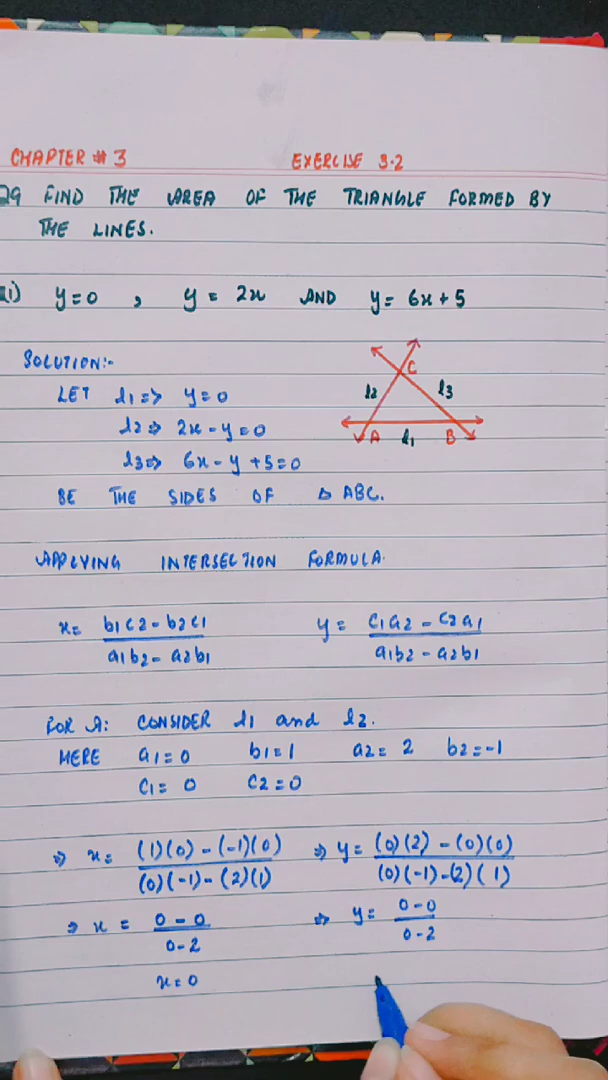 CHAPTER # 3 EXERCISE 3.2
Q9 FIND THE AREA OF THE TRIANGLE FORMED BY
THE LINES.
i) y=0 , y = 2x AND y= 6x+5
SOLUTION:-
LET l1 => y=0
l2 => 2x-y=0
l3 => 6x-y+5=0
BE THE SIDES OF Δ ABC.
C
l2 l3
A l1 B
APPLYING INTERSECTION FORMULA.
x= b1c2-b2c1 y= c1a2-c2a1
a1b2-a2b1 a1b2-a2b1
FOR A: CONSIDER l1 and l2.
HERE a1=0 b1=1 a2= 2 b2=-1
c1= 0 c2=0
=> x= (1)(0)-(-1)(0) => y= (0)(2)-(0)(0)
(0)(-1)-(2)(1) (0)(-1)-(2)(1)
=> x = 0-0 => y= 0-0
0-2 0-2
x=0